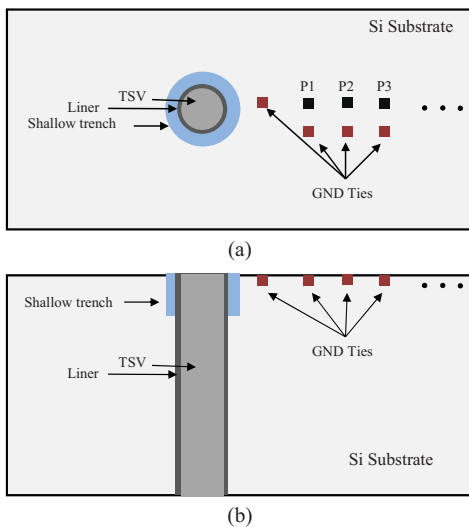 Si Substrate
P1 P2 P3
TSV
Liner
Shallow trench
GND Ties
(a)
Shallow trench
GND Ties
TSV
Liner
Si Substrate
(b)